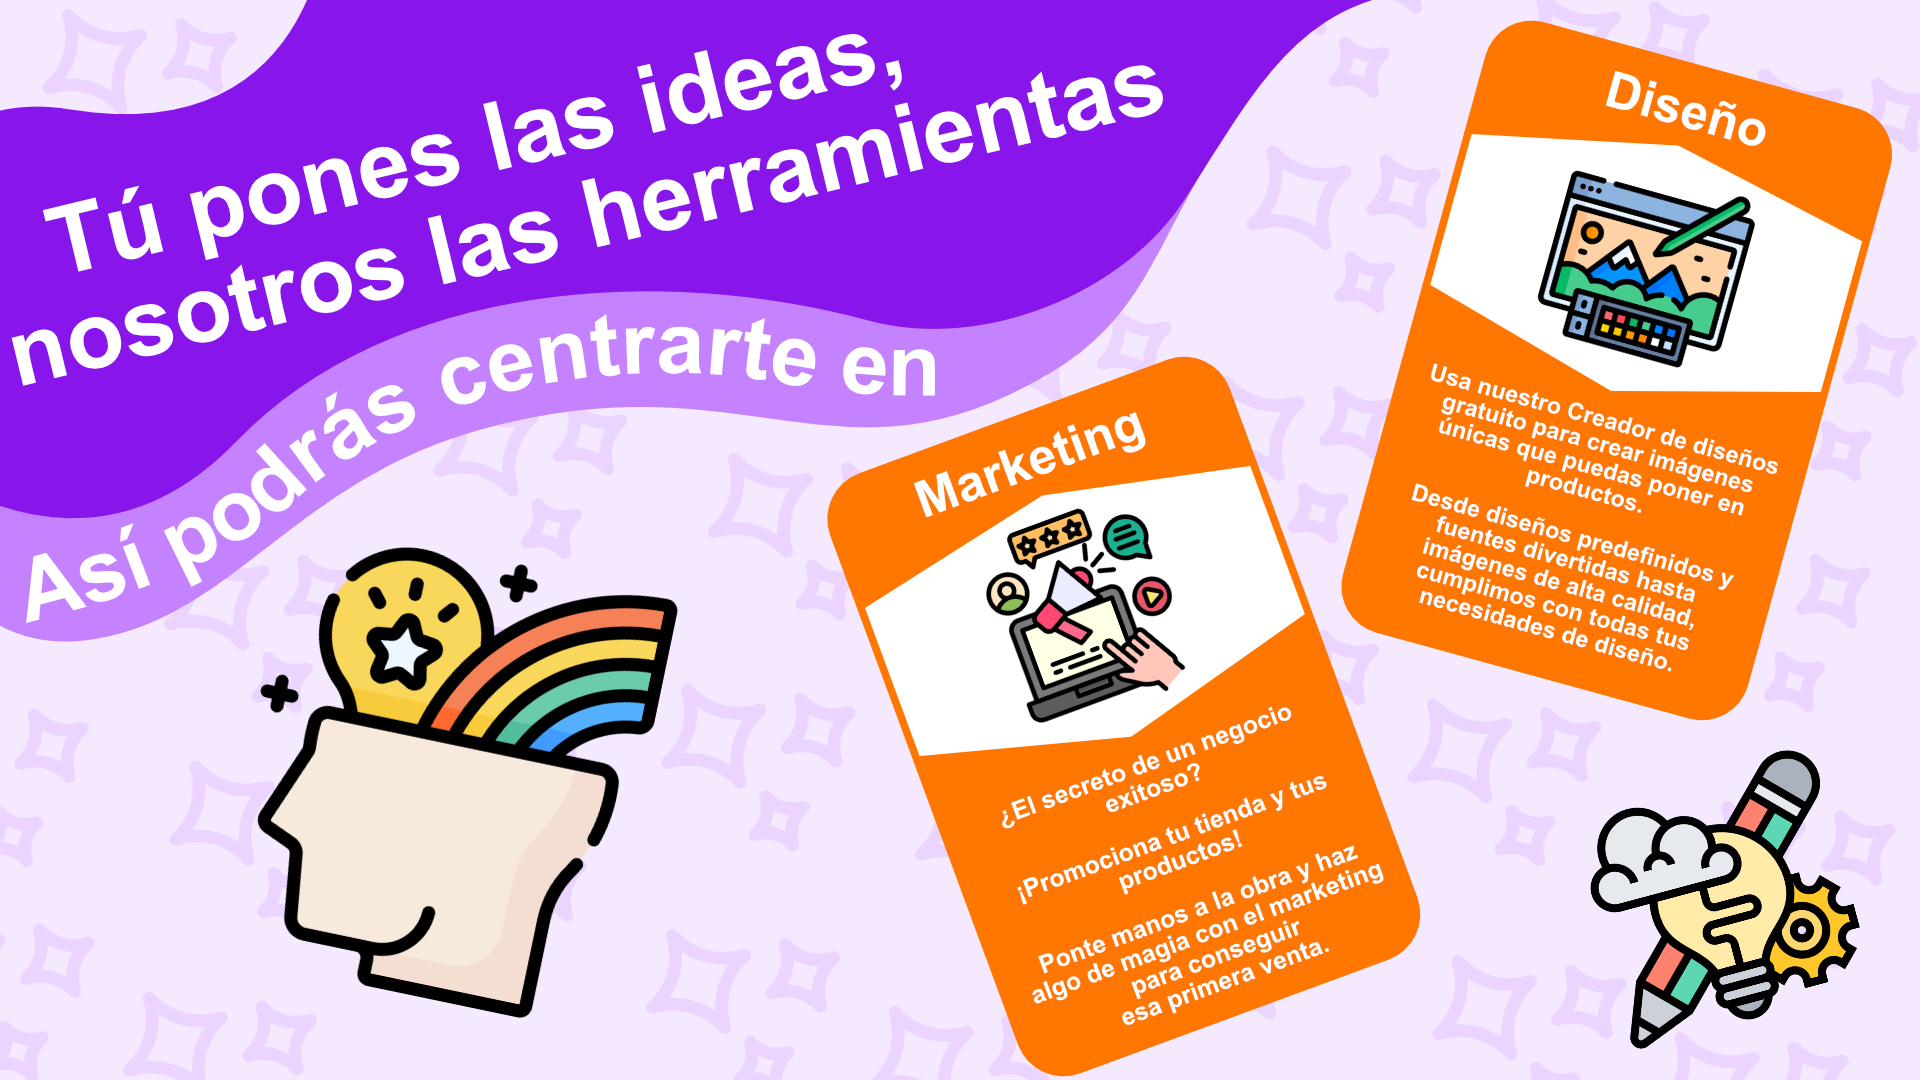 Tú pones las ideas,
nosotros las herramientas
Así podrás centrarte en
Marketing
¿El secreto de un negocio
exitoso?
¡Promociona tu tienda y tus
productos!
Ponte manos a la obra y haz
algo de magia con el marketing
para conseguir
esa primera venta.
Diseño
Usa nuestro Creador de diseños
gratuito para crear imágenes
únicas que puedas poner en
productos.
Desde diseños predefinidos y
fuentes divertidas hasta
imágenes de alta calidad,
cumplimos con todas tus
necesidades de diseño.